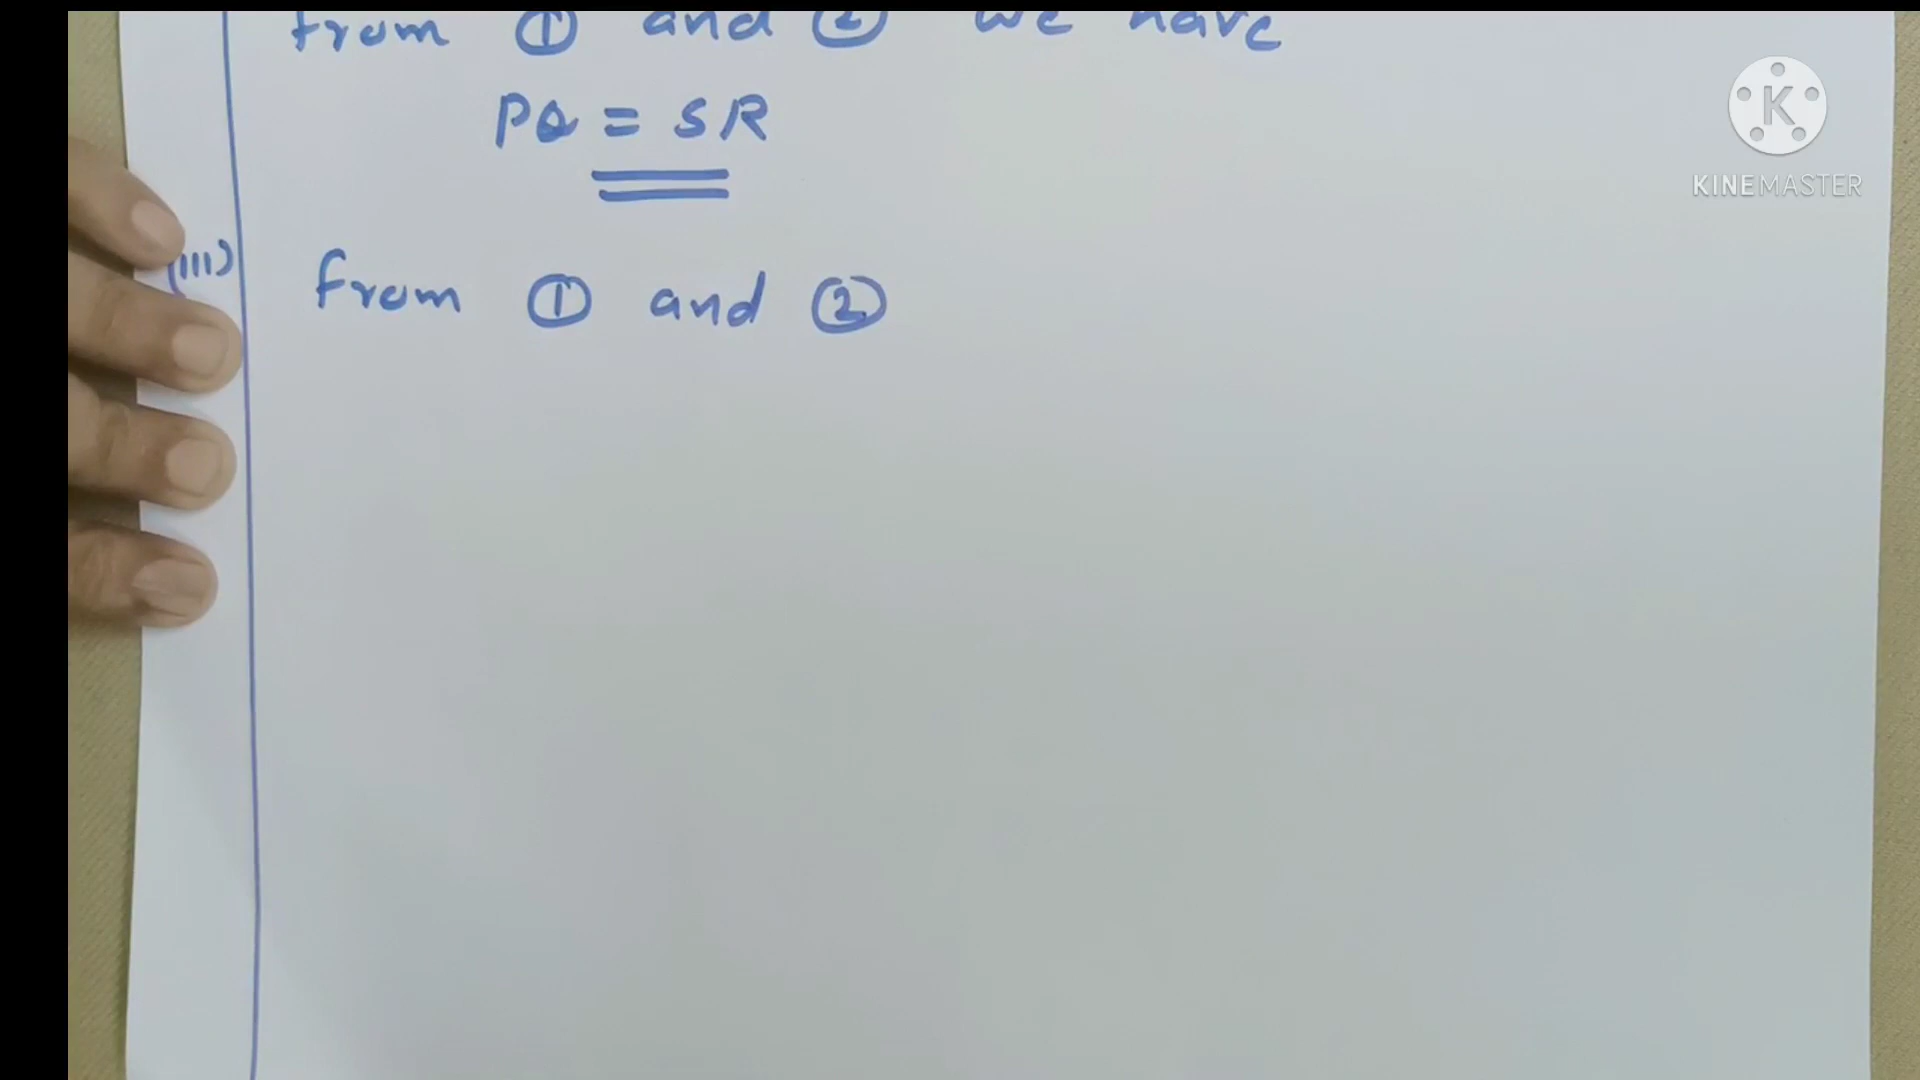 from ① and ② we have
PQ = SR
K
KINEMASTER
(iii) from ① and ②